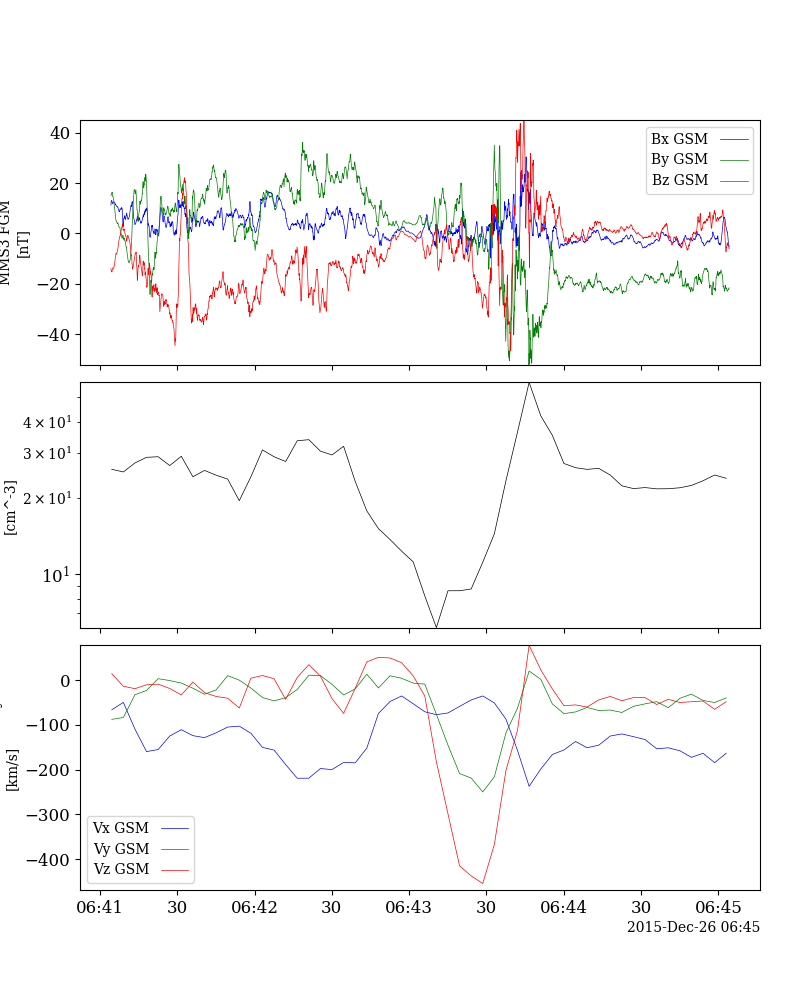 MMS3 FGM
[nT]
40
20
0
−20
−40
Bx GSM
By GSM
Bz GSM
[cm^-3]
4 × 10¹
3 × 10¹
2 × 10¹
10¹
[km/s]
0
−100
−200
−300
−400
Vx GSM
Vy GSM
Vz GSM
06:41 30 06:42 30 06:43 30 06:44 30 06:45
2015-Dec-26 06:45